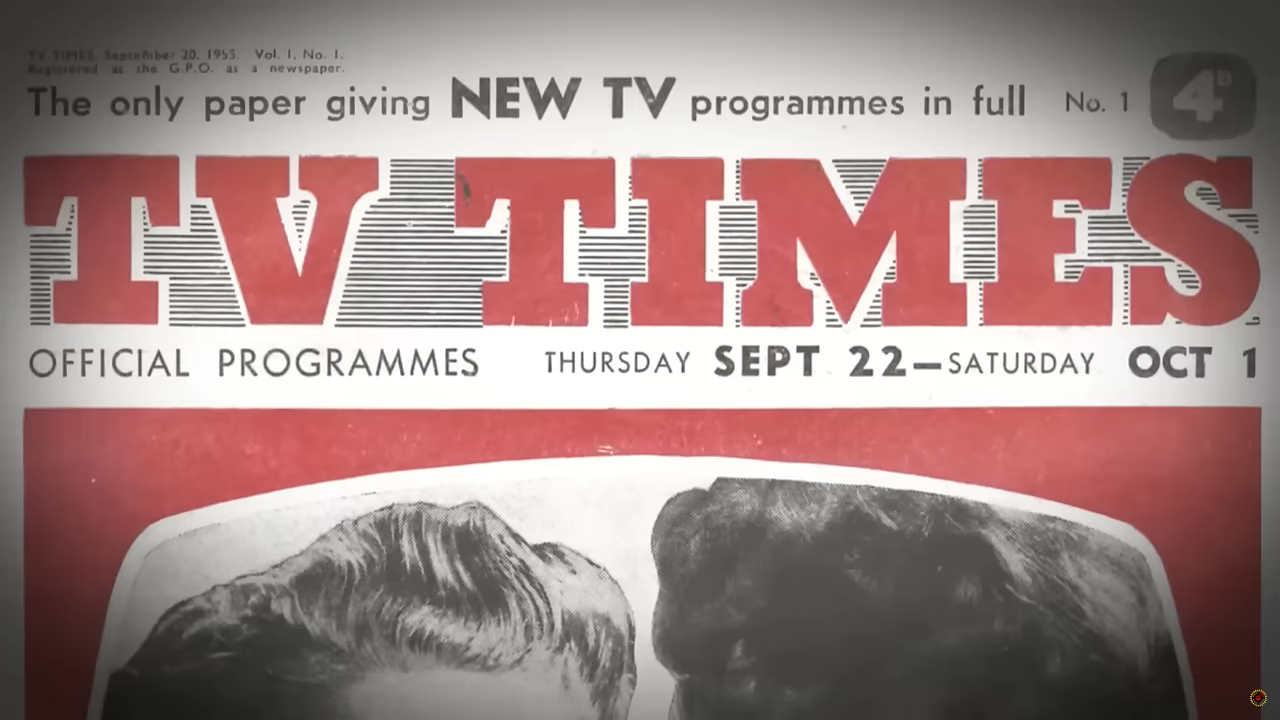 TV TIMES, September 20, 1955. Vol. 1, No. 1.
Registered at the G.P.O. as a newspaper.
The only paper giving NEW TV programmes in full No. 1 4D
TV TIMES
OFFICIAL PROGRAMMES THURSDAY SEPT 22—SATURDAY OCT 1